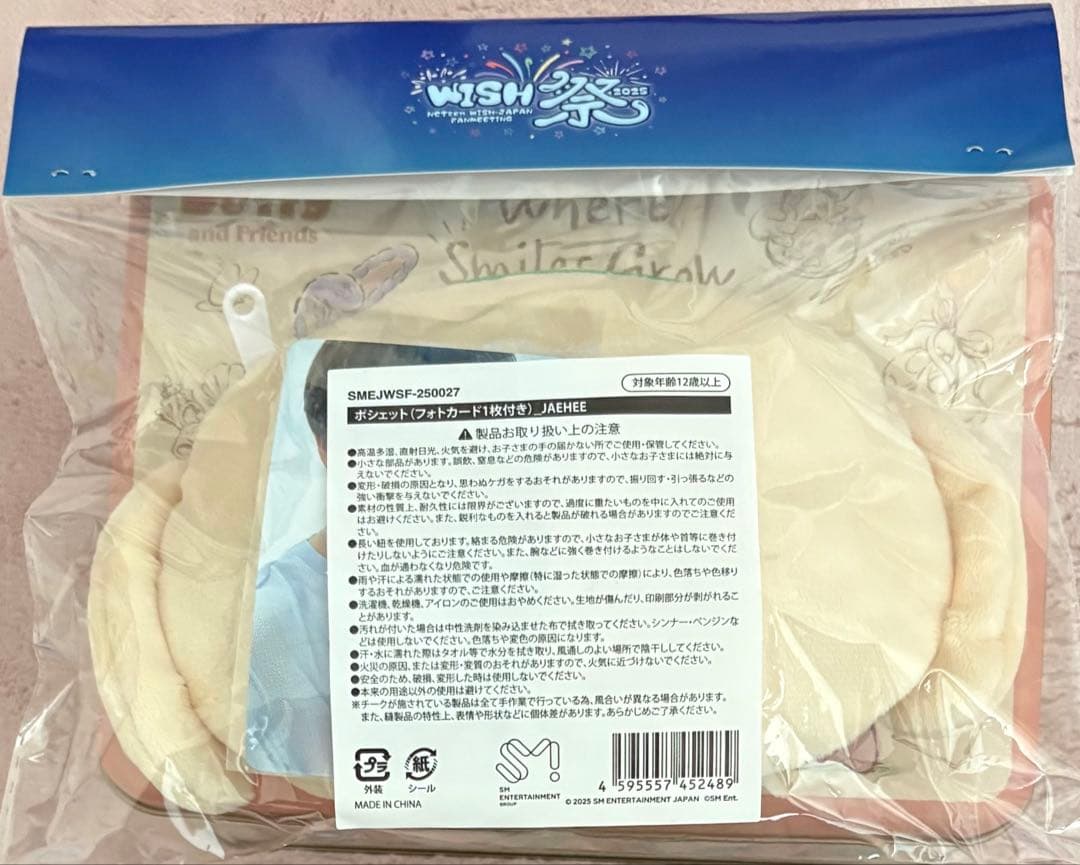 WISH祭2025
NCTZEN WISH-JAPAN
FANMEETING
and Friends
Where
Smiles Grow
SMEJWSF-250027
対象年齢12歳以上
ポシェット(フォトカード1枚付き)_JAEHEE
製品お取り扱い上の注意
●高温多湿、直射日光、火気を避け、お子さまの手の届かない所でご使用・保管してください。
●小さな部品があります。誤飲、窒息などの危険がありますので、小さなお子さまには絶対に与
えないでください。
●変形・破損の原因となり、思わぬケガをするおそれがありますので、振り回す・引っ張るなどの
強い衝撃を与えないでください。
●素材の性質上、耐久性には限界がございますので、過度に重たいものを中に入れてのご使用
はお避けください。また、鋭利なものを入れると製品が破れる場合がありますのでご注意くだ
さい。
●長い紐を使用しております。絡まる危険がありますので、小さなお子さまが体や首等に巻き付
けたりしないようにご注意ください。また、腕などに強く巻き付けるようなことはしないでくだ
さい。血が通わなくなり危険です。
●雨や汗による濡れた状態での使用や摩擦(特に湿った状態での摩擦)により、色落ちや色移り
するおそれがありますので、ご注意ください。
●洗濯機、乾燥機、アイロンのご使用はおやめください。生地が傷んだり、印刷部分が剥がれるこ
とがあります。
●汚れが付いた場合は中性洗剤を染み込ませた布で拭き取ってください。シンナー・ベンジンな
どは使用しないでください。色落ちや変色の原因になります。
●汗・水に濡れた際はタオル等で水分を拭き取り、風通しのよい場所で陰干ししてください。
●火災の原因、または変形・変質のおそれがありますので、火気に近づけないでください。
●安全のため、破損、変形した時は使用しないでください。
●本来の用途以外の使用は避けてください。
※チークが施されている製品は全て手作業で行っている為、風合いが異なる場合があります。
また、縫製品の特性上、表情や形状などに個体差があります。あらかじめご了承ください。
プラ
外装
紙
シール
MADE IN CHINA
SM
SM
ENTERTAINMENT
GROUP
4 595557 452489
© 2025 SM ENTERTAINMENT JAPAN ©SM Ent.